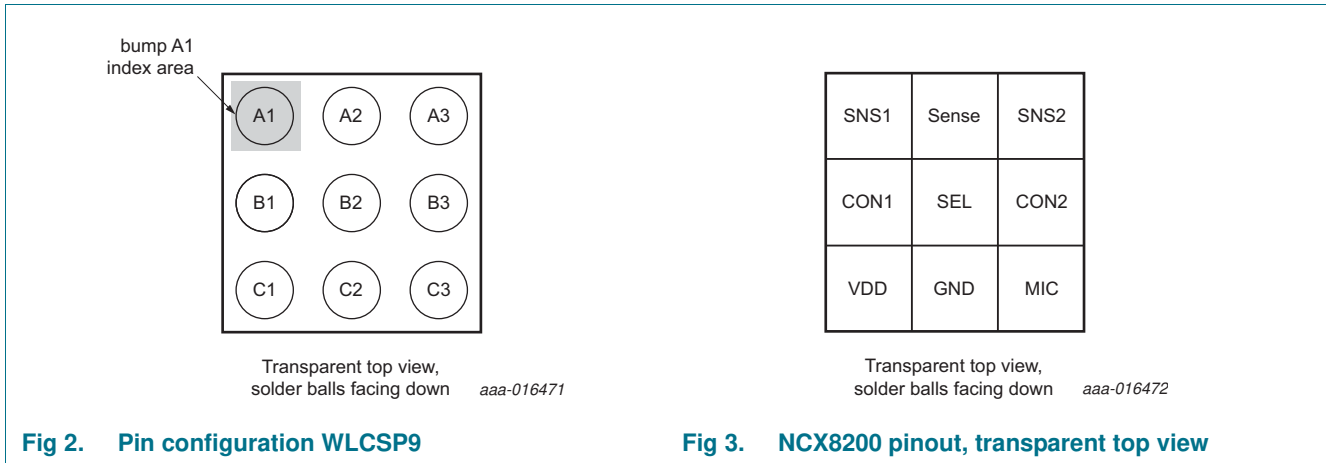 bump A1
index area
A1 A2 A3
B1 B2 B3
C1 C2 C3
Transparent top view,
solder balls facing down aaa-016471
Fig 2. Pin configuration WLCSP9
SNS1 Sense SNS2
CON1 SEL CON2
VDD GND MIC
Transparent top view,
solder balls facing down aaa-016472
Fig 3. NCX8200 pinout, transparent top view